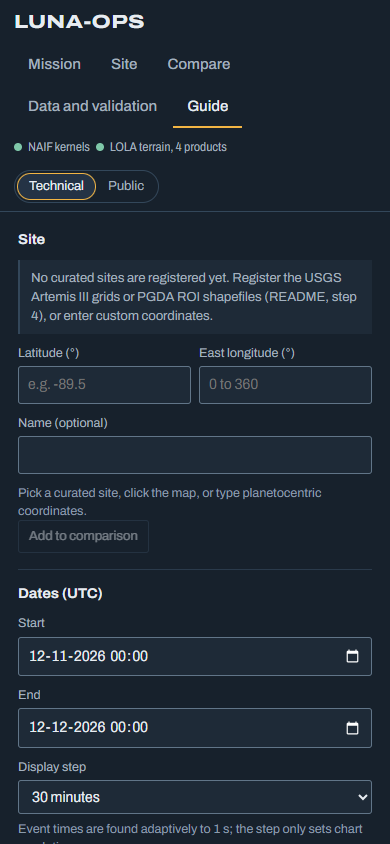 LUNA-OPS
Mission Site Compare
Data and validation Guide
NAIF kernels LOLA terrain, 4 products
Technical Public
Site
No curated sites are registered yet. Register the USGS
Artemis III grids or PGDA ROI shapefiles (README, step
4), or enter custom coordinates.
Latitude (°) East longitude (°)
e.g. -89.5 0 to 360
Name (optional)
Pick a curated site, click the map, or type planetocentric
coordinates.
Add to comparison
Dates (UTC)
Start
12-11-2026 00:00
End
12-12-2026 00:00
Display step
30 minutes
Event times are found adaptively to 1 s; the step only sets chart